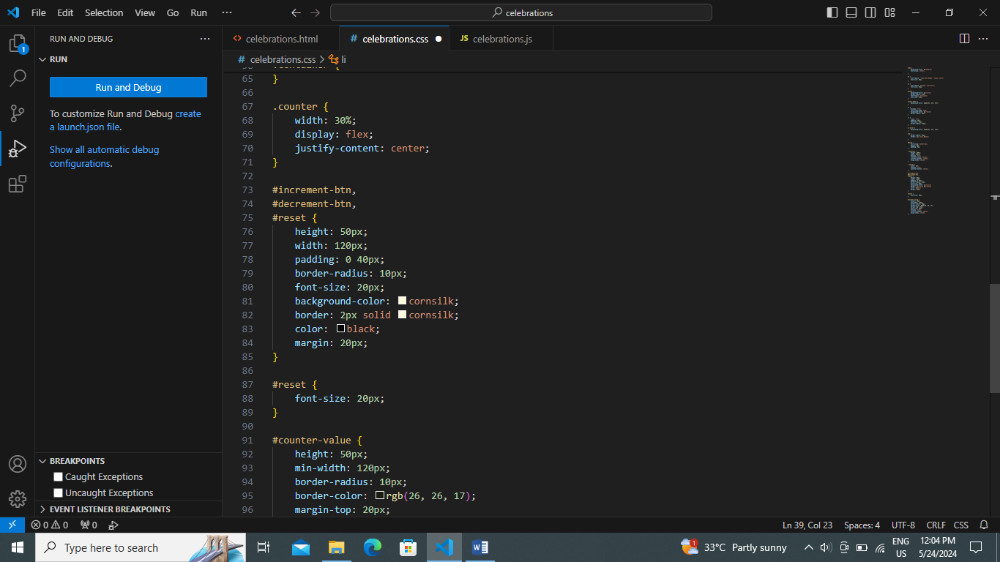 File Edit Selection View Go Run ··· celebrations
RUN AND DEBUG ···
RUN
Run and Debug
To customize Run and Debug create
a launch.json file.
Show all automatic debug
configurations.
BREAKPOINTS
Caught Exceptions
Uncaught Exceptions
EVENT LISTENER BREAKPOINTS
1
<> celebrations.html # celebrations.css ● JS celebrations.js ···
# celebrations.css > li
65 }
66
67 .counter {
68 width: 30%;
69 display: flex;
70 justify-content: center;
71 }
72
73 #increment-btn,
74 #decrement-btn,
75 #reset {
76 height: 50px;
77 width: 120px;
78 padding: 0 40px;
79 border-radius: 10px;
80 font-size: 20px;
81 background-color: cornsilk;
82 border: 2px solid cornsilk;
83 color: black;
84 margin: 20px;
85 }
86
87 #reset {
88 font-size: 20px;
89 }
90
91 #counter-value {
92 height: 50px;
93 min-width: 120px;
94 border-radius: 10px;
95 border-color: rgb(26, 26, 17);
96 margin-top: 20px;
0 0 0 Ln 39, Col 23 Spaces: 4 UTF-8 CRLF CSS
Type here to search W 1 33°C Partly sunny ENG US 12:04 PM 5/24/2024